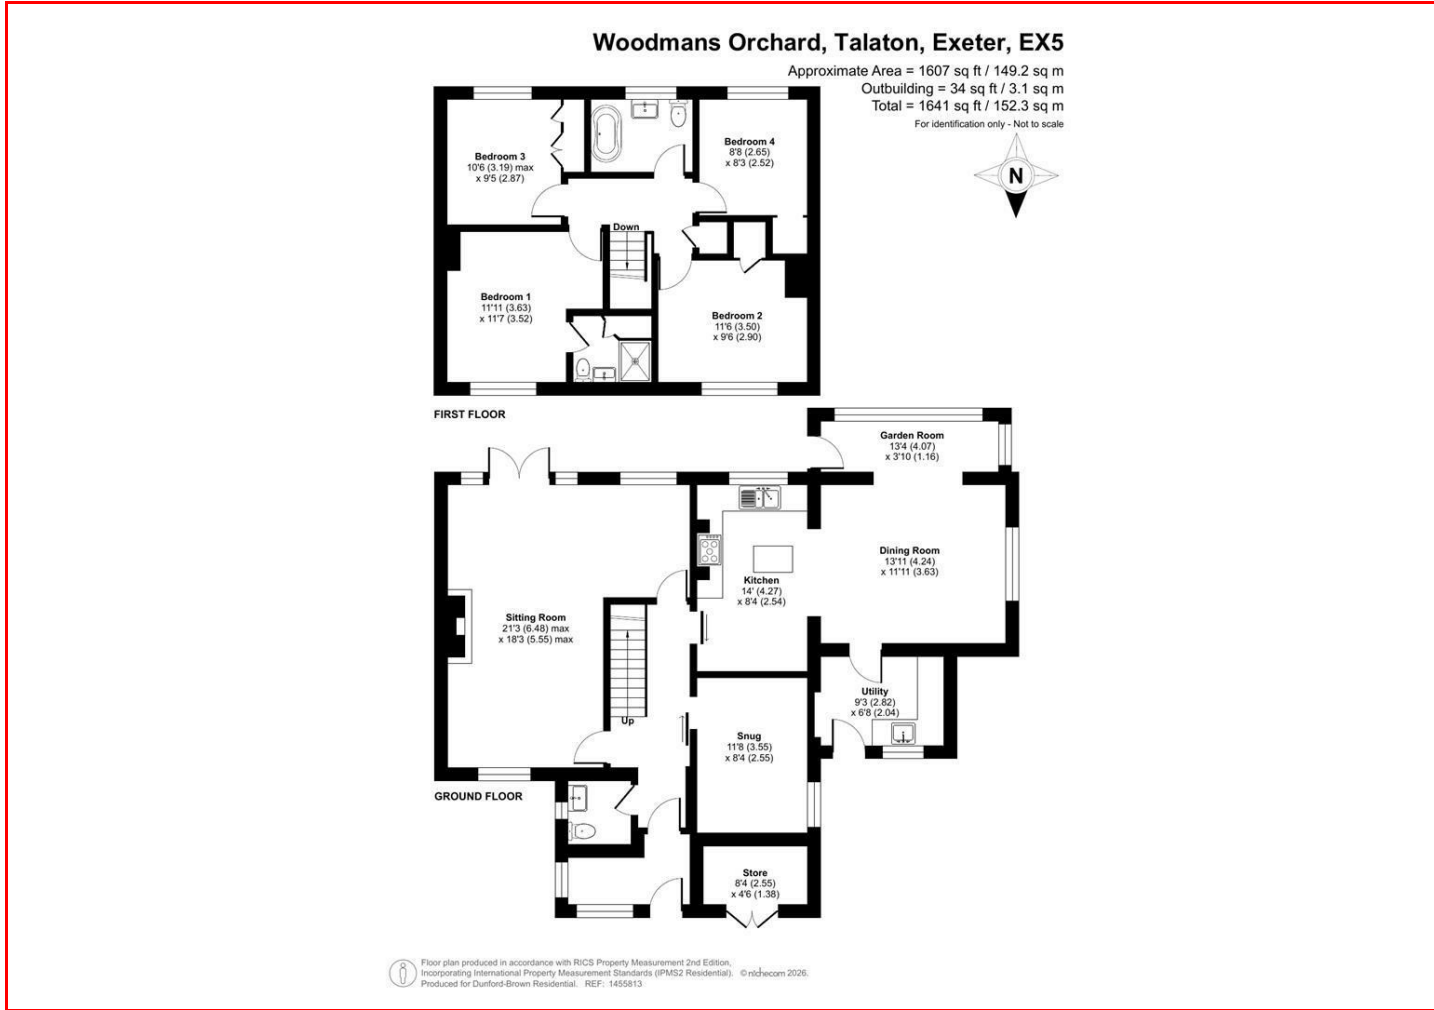 Woodmans Orchard, Talaton, Exeter, EX5
Approximate Area = 1607 sq ft / 149.2 sq m
Outbuilding = 34 sq ft / 3.1 sq m
Total = 1641 sq ft / 152.3 sq m
For identification only - Not to scale
N
Bedroom 3
10'6 (3.19) max
x 9'5 (2.87)
Bedroom 4
8'8 (2.65)
x 8'3 (2.52)
Down
Bedroom 1
11'11 (3.63)
x 11'7 (3.52)
Bedroom 2
11'6 (3.50)
x 9'6 (2.90)
FIRST FLOOR
Garden Room
13'4 (4.07)
x 3'10 (1.16)
Dining Room
13'11 (4.24)
x 11'11 (3.63)
Kitchen
14' (4.27)
x 8'4 (2.54)
Sitting Room
21'3 (6.48) max
x 18'3 (5.55) max
Utility
9'3 (2.82)
x 6'8 (2.04)
Up
Snug
11'8 (3.55)
x 8'4 (2.55)
GROUND FLOOR
Store
8'4 (2.55)
x 4'6 (1.38)
Floor plan produced in accordance with RICS Property Measurement 2nd Edition,
Incorporating International Property Measurement Standards (IPMS2 Residential). © nichecom 2026.
Produced for Dunford-Brown Residential. REF: 1455813